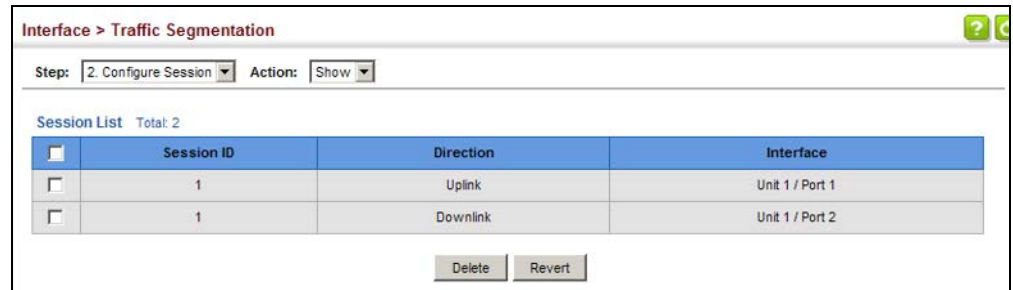 Interface > Traffic Segmentation
?
Step: 2. Configure Session Action: Show
Session List Total: 2
Session ID Direction Interface
1 Uplink Unit 1 / Port 1
1 Downlink Unit 1 / Port 2
Delete Revert